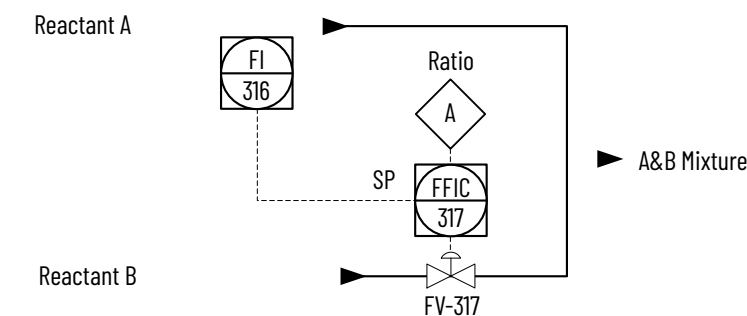 Reactant A
FI
316
Ratio
A
A&B Mixture
SP
FFIC
317
Reactant B
FV-317